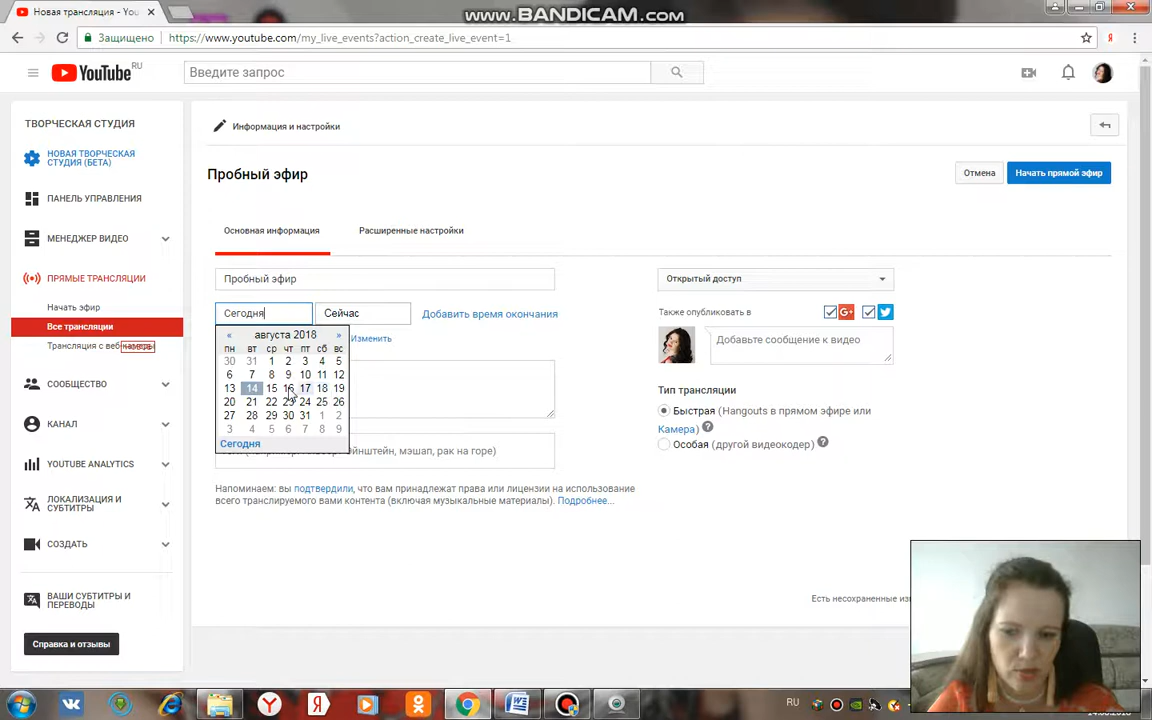 Новая трансляция - You
www.BANDICAM.com
Защищено
https://www.youtube.com/my_live_events?action_create_live_event=1
YouTube RU
Введите запрос
ТВОРЧЕСКАЯ СТУДИЯ
НОВАЯ ТВОРЧЕСКАЯ
СТУДИЯ (БЕТА)
ПАНЕЛЬ УПРАВЛЕНИЯ
МЕНЕДЖЕР ВИДЕО
ПРЯМЫЕ ТРАНСЛЯЦИИ
Начать эфир
Все трансляции
Трансляция с веб-камеры
СООБЩЕСТВО
КАНАЛ
YOUTUBE ANALYTICS
ЛОКАЛИЗАЦИЯ И
СУБТИТРЫ
СОЗДАТЬ
ВАШИ СУБТИТРЫ И
ПЕРЕВОДЫ
Справка и отзывы
Информация и настройки
Пробный эфир
Отмена
Начать прямой эфир
Основная информация
Расширенные настройки
Пробный эфир
Сегодня
Сейчас
Добавить время окончания
« августа 2018 »
Изменить
пн вт ср чт пт сб вс
30 31 1 2 3 4 5
6 7 8 9 10 11 12
13 14 15 16 17 18 19
20 21 22 23 24 25 26
27 28 29 30 31 1 2
3 4 5 6 7 8 9
Сегодня
мэшап, рак на горе)
Напоминаем: вы подтвердили, что вам принадлежат права или лицензии на использование
всего транслируемого вами контента (включая музыкальные материалы). Подробнее...
Открытый доступ
Также опубликовать в
G+
Добавьте сообщение к видео
Тип трансляции
Быстрая (Hangouts в прямом эфире или
Камера) ?
Особая (другой видеокодер) ?
Есть несохраненные
RU